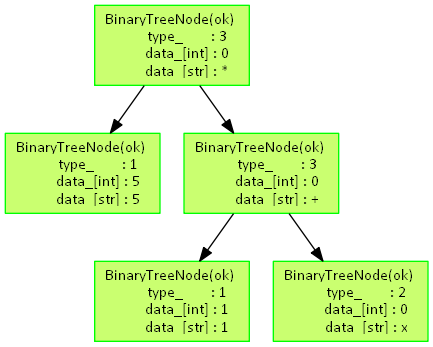 BinaryTreeNode(ok)
type_ : 3
data_[int] : 0
data_[str] : *
BinaryTreeNode(ok)
type_ : 1
data_[int] : 5
data_[str] : 5
BinaryTreeNode(ok)
type_ : 3
data_[int] : 0
data_[str] : +
BinaryTreeNode(ok)
type_ : 1
data_[int] : 1
data_[str] : 1
BinaryTreeNode(ok)
type_ : 2
data_[int] : 0
data_[str] : x